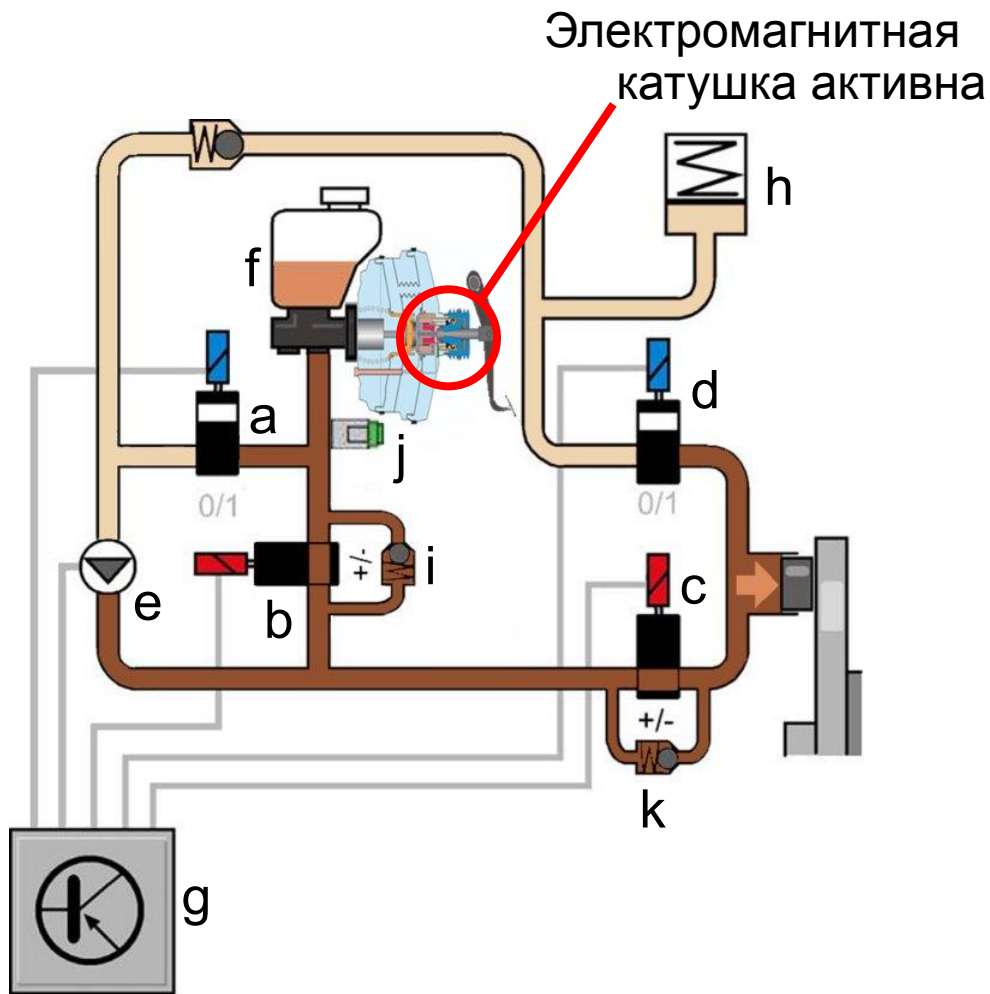 Электромагнитная
катушка активна
h
f
d
a
j
0/1
0/1
+/-
i
c
e
b
+/-
k
g